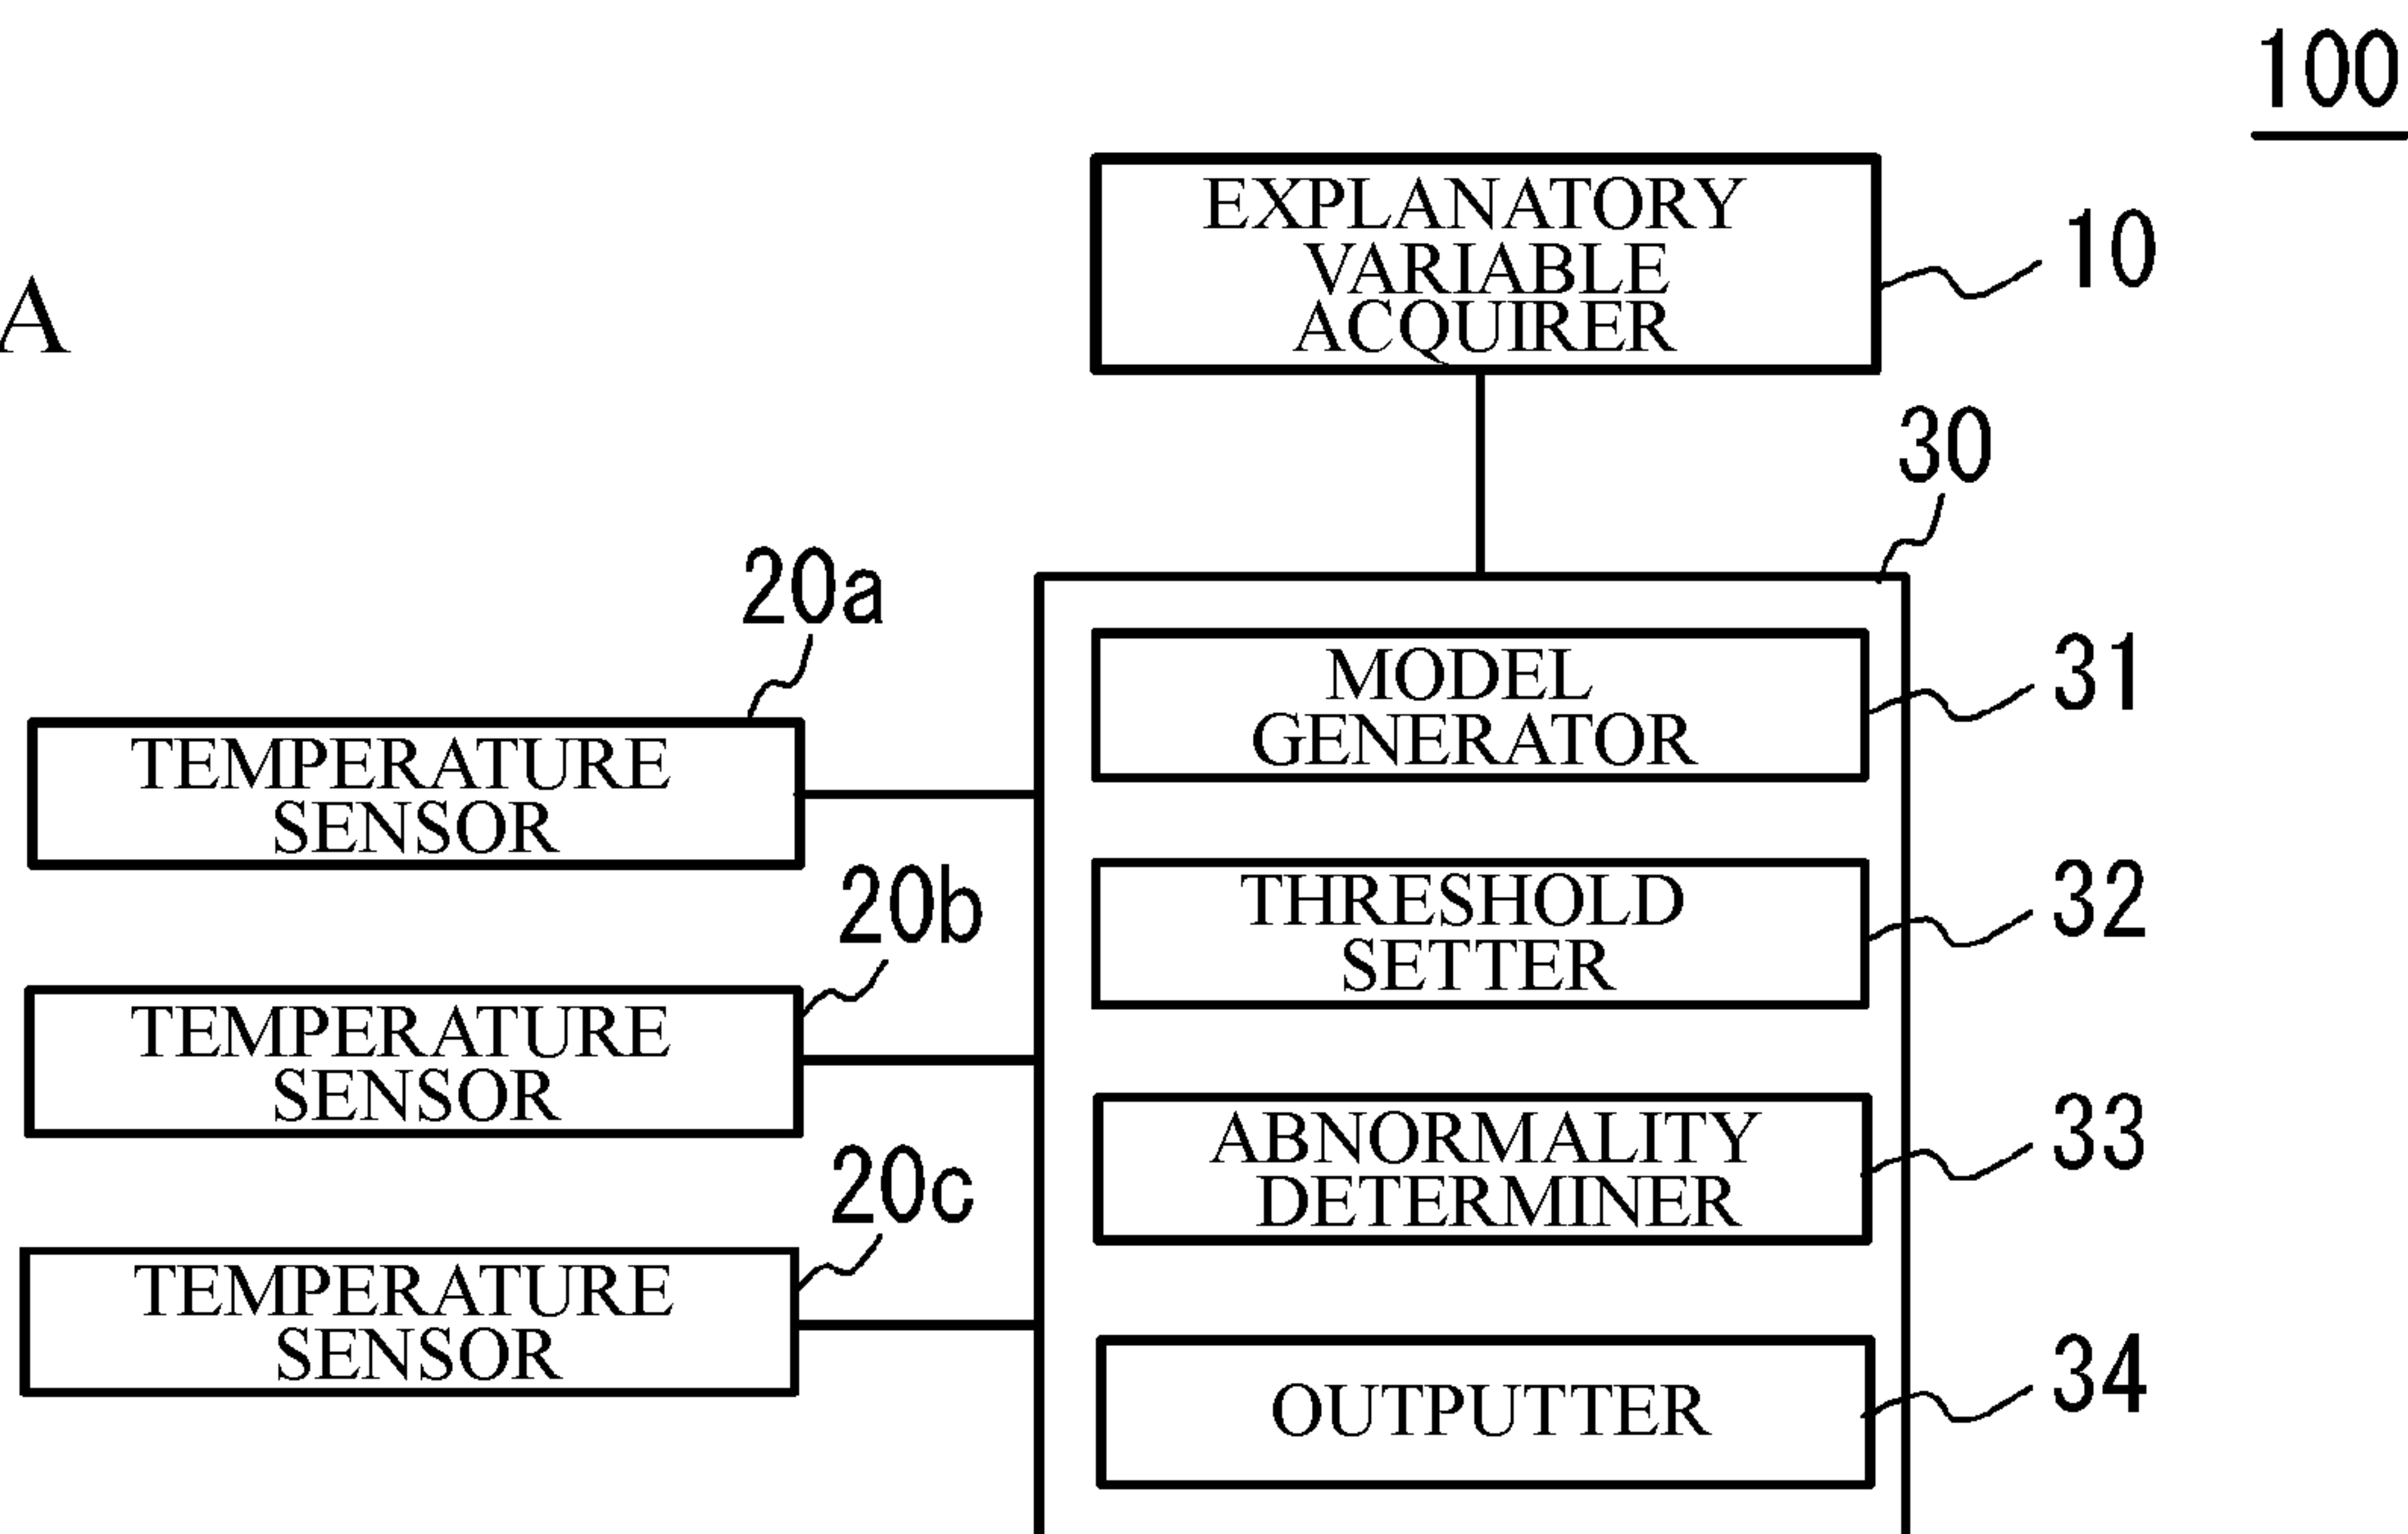 100
EXPLANATORY
VARIABLE
ACQUIRER
10
A
30
20a
MODEL
GENERATOR
31
TEMPERATURE
SENSOR
20b
THRESHOLD
SETTER
32
TEMPERATURE
SENSOR
20c
ABNORMALITY
DETERMINER
33
TEMPERATURE
SENSOR
OUTPUTTER
34